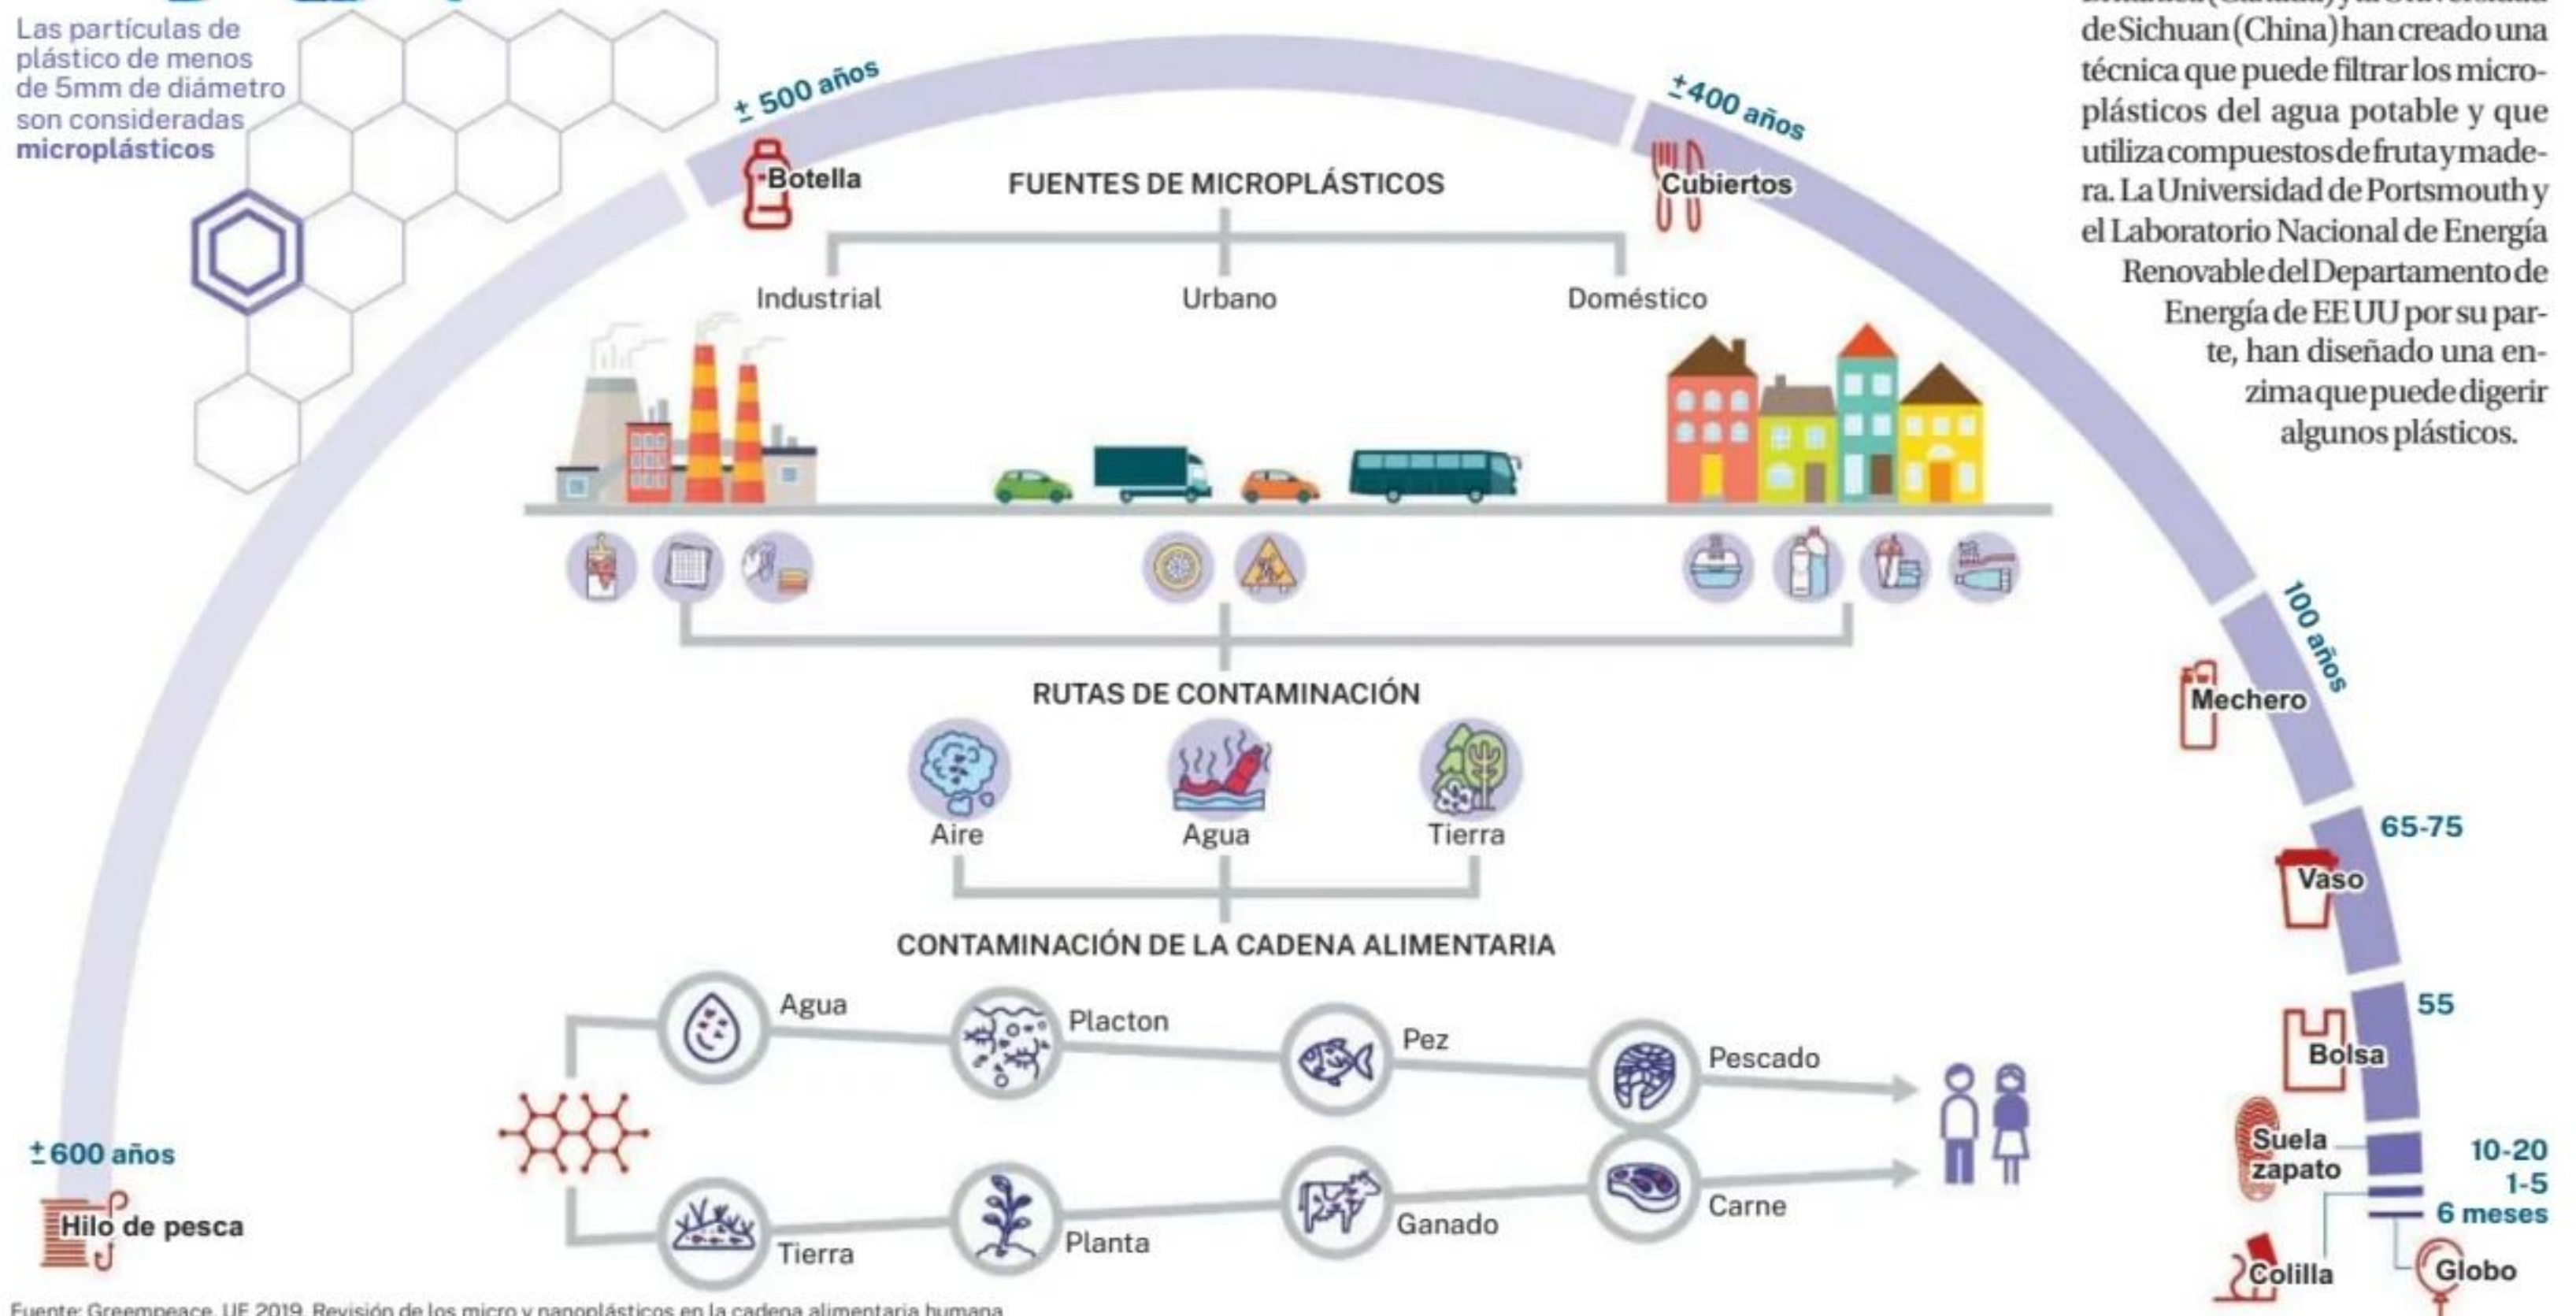 Las partículas de
plástico de menos
de 5mm de diámetro
son consideradas
microplásticos
± 500 años
Botella
± 400 años
Cubiertos
FUENTES DE MICROPLÁSTICOS
Industrial
Urbano
Doméstico
de Sichuan (China) han creado una
técnica que puede filtrar los micro-
plásticos del agua potable y que
utiliza compuestos de fruta y made-
ra. La Universidad de Portsmouth y
el Laboratorio Nacional de Energía
Renovable del Departamento de
Energía de EE UU por su par-
te, han diseñado una en-
zima que puede digerir
algunos plásticos.
100 años
Mechero
RUTAS DE CONTAMINACIÓN
Aire
Agua
Tierra
65-75
Vaso
CONTAMINACIÓN DE LA CADENA ALIMENTARIA
Agua
Placton
Pez
Pescado
55
Bolsa
± 600 años
Hilo de pesca
Tierra
Planta
Ganado
Carne
Suela
zapato
10-20
1-5
6 meses
Colilla
Globo
Fuente: Greempeace, UE 2019. Revisión de los micro y nanoplásticos en la cadena alimentaria humana